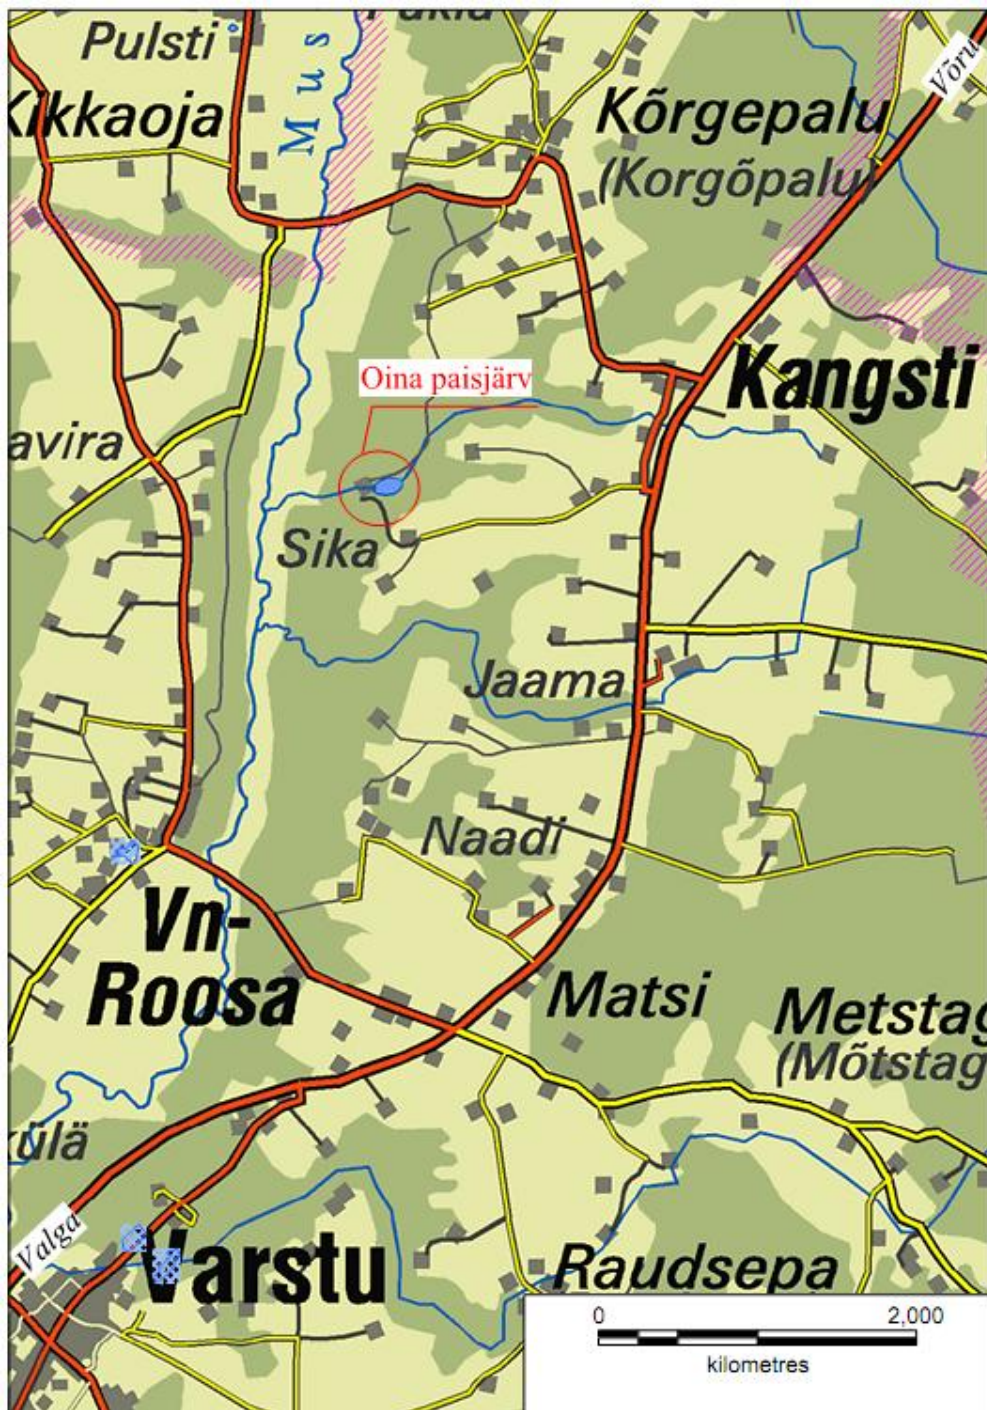 Pulsti
Mus
Võru
Kikkaoja
Kõrgepalu
(Korgõpalu)
Kangsti
Oina paisjärv
avira
Sika
Jaama
Naadi
Vn-
Roosa
Matsi
Metstag
(Mõtstag
külä
Valga
Varstu
Raudsepa
0 2,000
kilometres